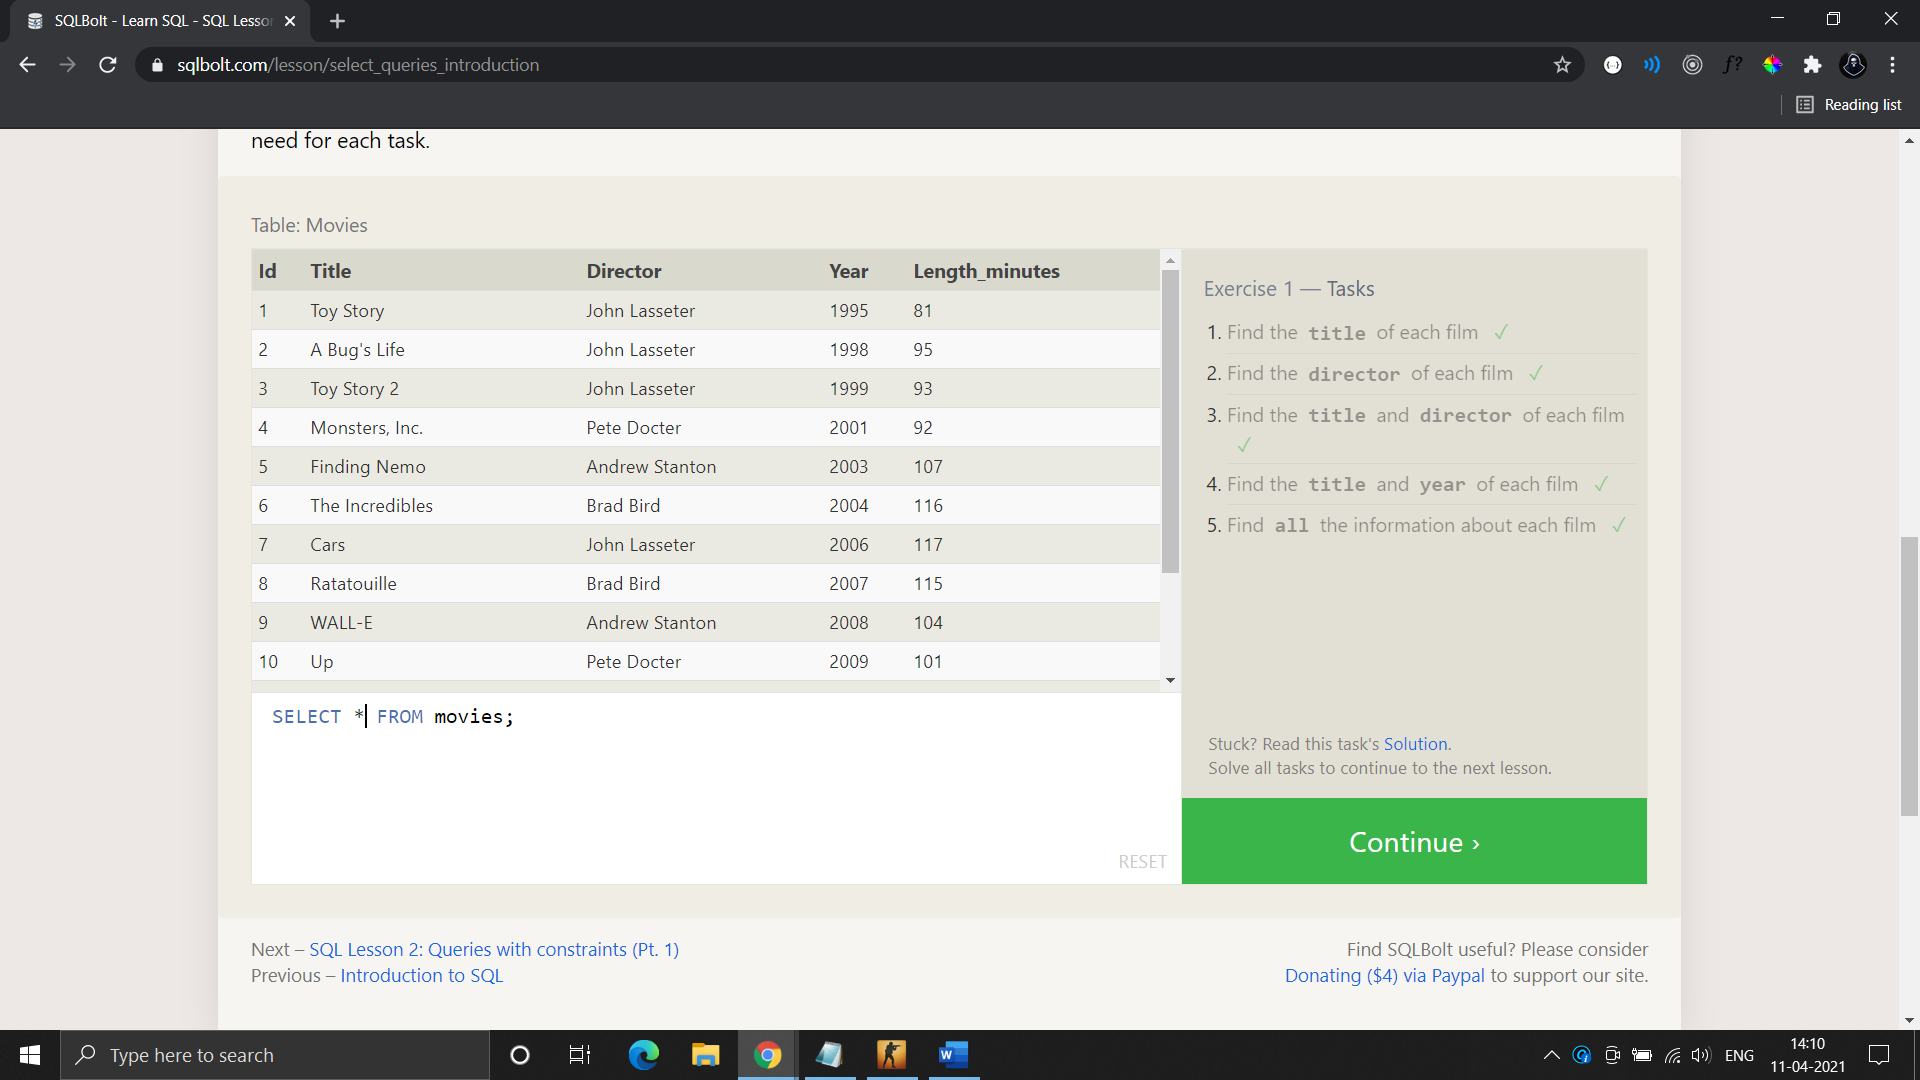 SQLBolt - Learn SQL - SQL Lesso
sqlbolt.com/lesson/select_queries_introduction
f?
Reading list
need for each task.
Table: Movies
Id Title Director Year Length_minutes
1 Toy Story John Lasseter 1995 81
2 A Bug's Life John Lasseter 1998 95
3 Toy Story 2 John Lasseter 1999 93
4 Monsters, Inc. Pete Docter 2001 92
5 Finding Nemo Andrew Stanton 2003 107
6 The Incredibles Brad Bird 2004 116
7 Cars John Lasseter 2006 117
8 Ratatouille Brad Bird 2007 115
9 WALL-E Andrew Stanton 2008 104
10 Up Pete Docter 2009 101
SELECT * FROM movies;
RESET
Exercise 1 — Tasks
1. Find the title of each film ✓
2. Find the director of each film ✓
3. Find the title and director of each film
✓
4. Find the title and year of each film ✓
5. Find all the information about each film ✓
Stuck? Read this task's Solution.
Solve all tasks to continue to the next lesson.
Continue ›
Next – SQL Lesson 2: Queries with constraints (Pt. 1)
Previous – Introduction to SQL
Find SQLBolt useful? Please consider
Donating ($4) via Paypal to support our site.
Type here to search
W
ENG
14:10
11-04-2021